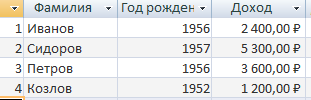 Фамилия Год рожден Доход
1 Иванов 1956 2 400,00 ₽
2 Сидоров 1957 5 300,00 ₽
3 Петров 1956 3 600,00 ₽
4 Козлов 1952 1 200,00 ₽